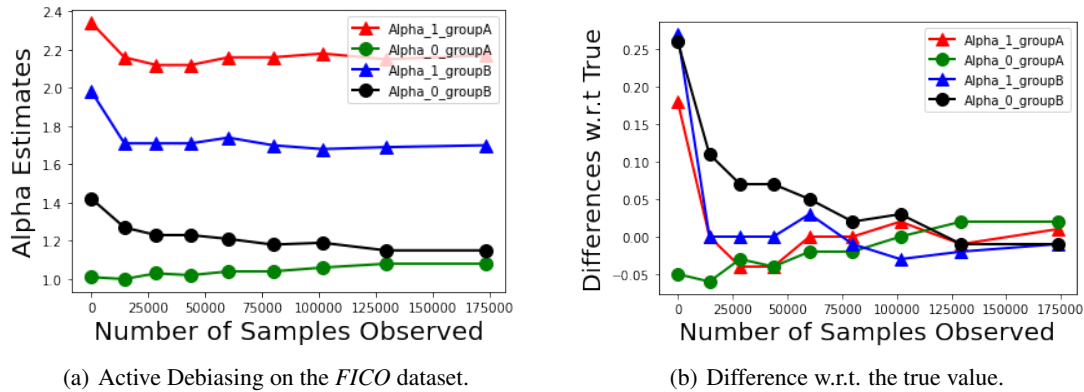 2.4
2.2
2.0
1.8
1.6
1.4
1.2
1.0
Alpha Estimates
Alpha_1_groupA
Alpha_0_groupA
Alpha_1_groupB
Alpha_0_groupB
0 25000 50000 75000 100000 125000 150000 175000
Number of Samples Observed
(a) Active Debiasing on the FICO dataset.
0.25
0.20
0.15
0.10
0.05
0.00
−0.05
Differences w.r.t True
Alpha_1_groupA
Alpha_0_groupA
Alpha_1_groupB
Alpha_0_groupB
0 25000 50000 75000 100000 125000 150000 175000
Number of Samples Observed
(b) Difference w.r.t. the true value.